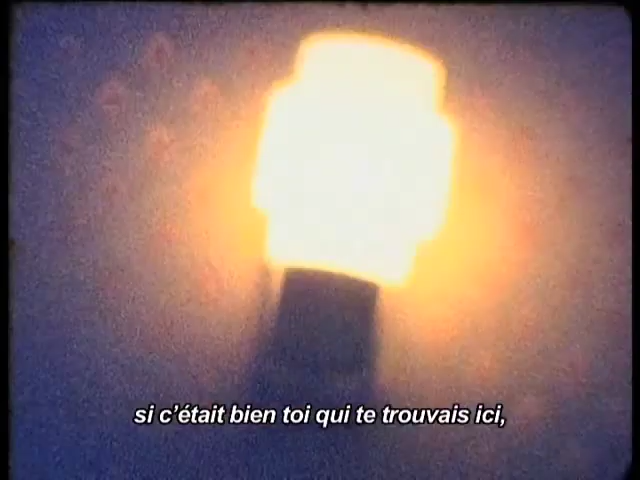 si c’était bien toi qui te trouvais ici,